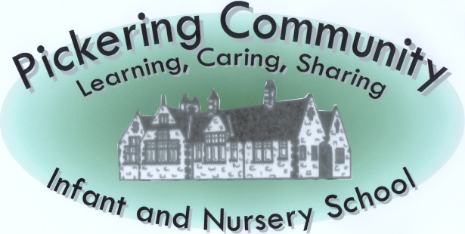 Pickering Community
Learning, Caring, Sharing
Infant and Nursery School